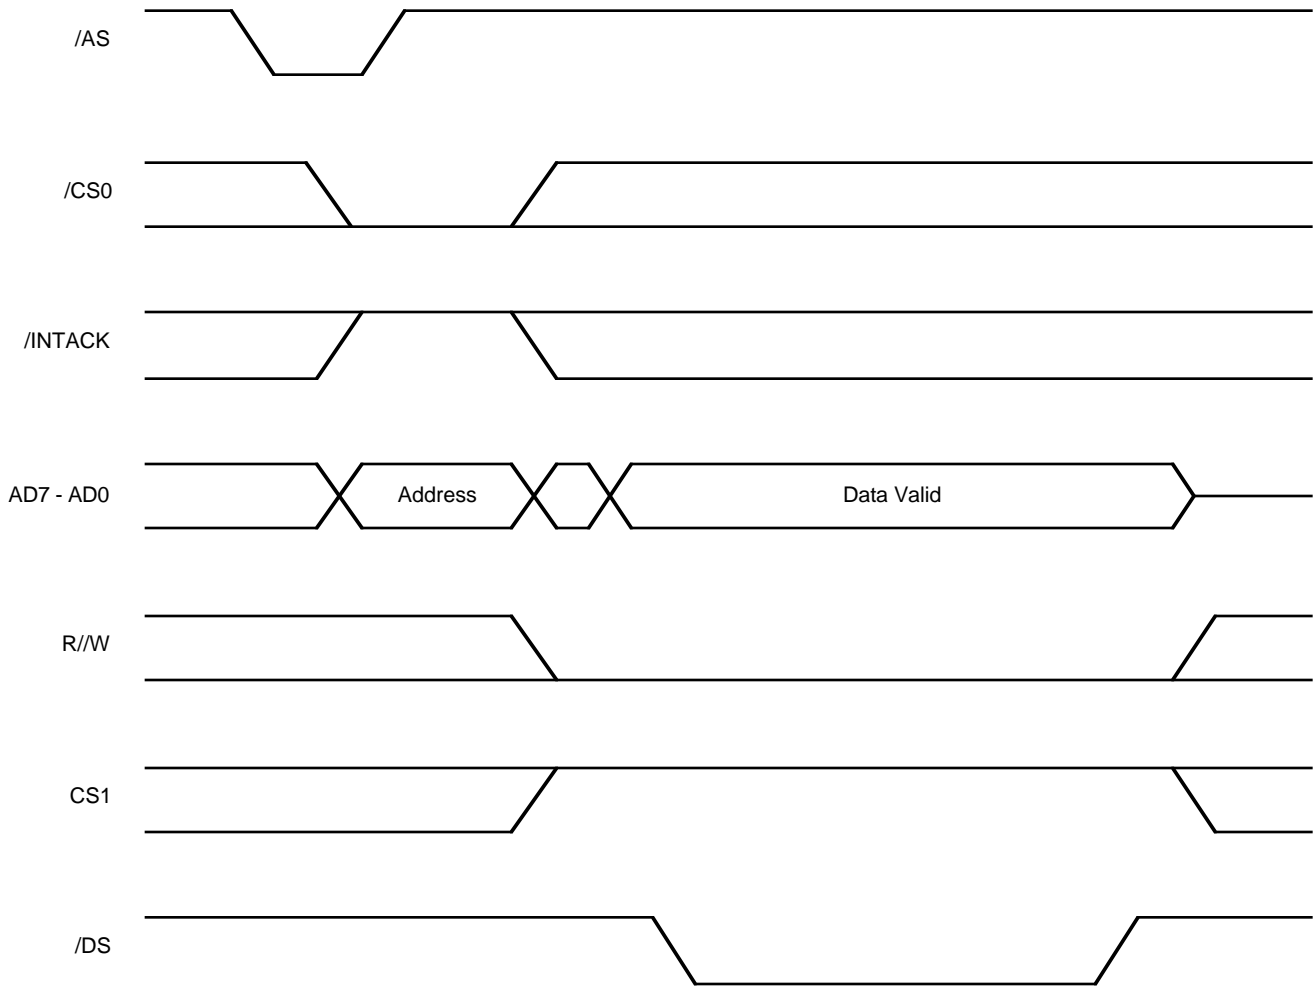 /AS
/CS0
/INTACK
AD7 - AD0
Address
Data Valid
R//W
CS1
/DS